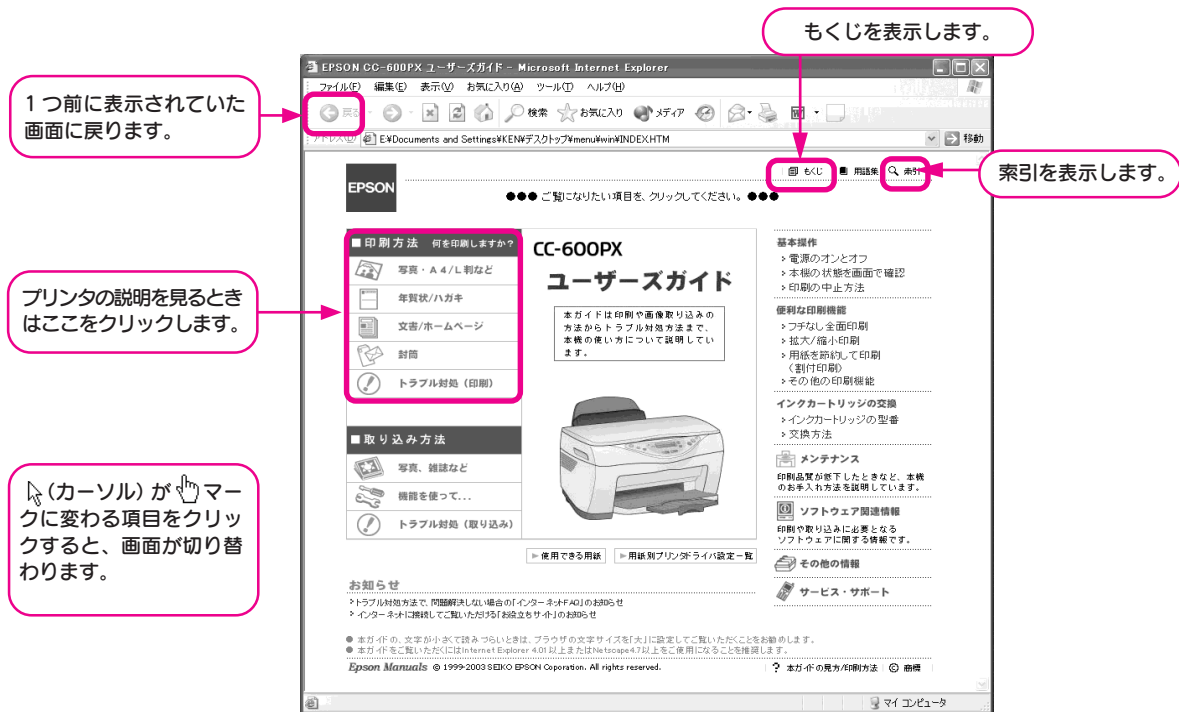 もくじを表示します。
1つ前に表示されていた
画面に戻ります。
索引を表示します。
プリンタの説明を見るとき
はここをクリックします。
(カーソル)が マー
クに変わる項目をクリッ
クすると、画面が切り替
わります。
EPSON CC-600PX ユーザーズガイド - Microsoft Internet Explorer
ファイル(F) 編集(E) 表示(V) お気に入り(A) ツール(T) ヘルプ(H)
戻る 検索 お気に入り メディア
アドレス(D) E:¥Documents and Settings¥KEN¥デスクトップ¥menu¥win¥INDEX.HTM 移動
もくじ 用語集 索引
EPSON
●●● ご覧になりたい項目を、クリックしてください。●●●
■印刷方法 何を印刷しますか?
写真・A4/L判など
年賀状/ハガキ
文書/ホームページ
封筒
トラブル対処(印刷)
■取り込み方法
写真、雑誌など
機能を使って...
トラブル対処(取り込み)
CC-600PX
ユーザーズガイド
本ガイドは印刷や画像取り込みの
方法からトラブル対処方法まで、
本機の使い方について説明してい
ます。
▶使用できる用紙 ▶用紙別プリンタドライバ設定一覧
基本操作
>電源のオンとオフ
>本機の状態を画面で確認
>印刷の中止方法
便利な印刷機能
>フチなし全面印刷
>拡大/縮小印刷
>用紙を節約して印刷
(割付印刷)
>その他の印刷機能
インクカートリッジの交換
>インクカートリッジの型番
>交換方法
メンテナンス
印刷品質が低下したときなど、本機
のお手入れ方法を説明しています。
ソフトウェア関連情報
印刷や取り込みに必要となる
ソフトウェアに関する情報です。
その他の情報
サービス・サポート
お知らせ
>トラブル対処方法で、問題解決しない場合の「インターネットFAQ」のお知らせ
>インターネットに接続してご覧いただける「お役立ちサイト」のお知らせ
● 本ガイドの、文字が小さくて読みづらいときは、ブラウザの文字サイズを「大」に設定してご覧いただくことをお勧めします。
● 本ガイドをご覧いただくにはInternet Explorer 4.01以上またはNetscape4.7以上をご使用になることを推奨します。
Epson Manuals © 1999-2003 SEIKO EPSON Coporation. All rights reserved.
? 本ガイドの見方/印刷方法 © 商標
マイ コンピュータ